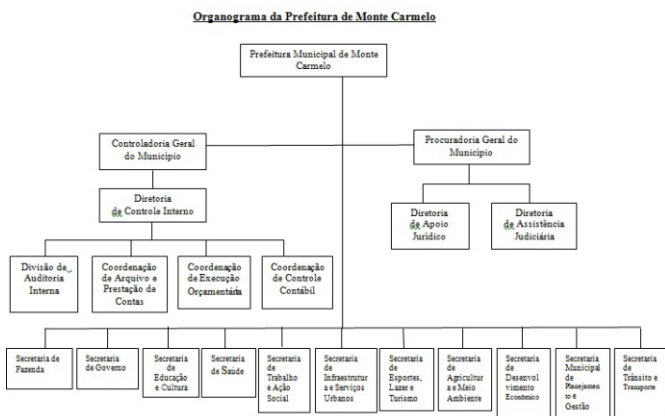 Organograma da Prefeitura de Monte Carmelo
Prefeitura Municipal de Monte
Carmelo
Controladoria Geral
do Município
Procuradoria Geral do
Município
Diretoria
de Controle Interno
Diretoria
de Apoio
Jurídico
Diretoria
de Assistência
Judiciária
Divisão de
Auditoria
Interna
Coordenação
de Arquivo e
Prestação de
Contas
Coordenação
de Execução
Orçamentária
Coordenação
de Controle
Contábil
Secretaria de
Fazenda
Secretaria
de Governo
Secretaria
de
Educação
e Cultura
Secretaria
de Saúde
Secretaria
de
Trabalho
e Ação
Social
Secretaria
de
Infraestrutur
a e Serviços
Urbanos
Secretaria
de
Esportes,
Lazer e
Turismo
Secretaria
de
Agricultur
a e Meio
Ambiente
Secretaria
de
Desenvol
vimento
Econômico
Secretaria
Municipal
de
Planejamen
to e
Gestão
Secretaria
de
Trânsito e
Transporte